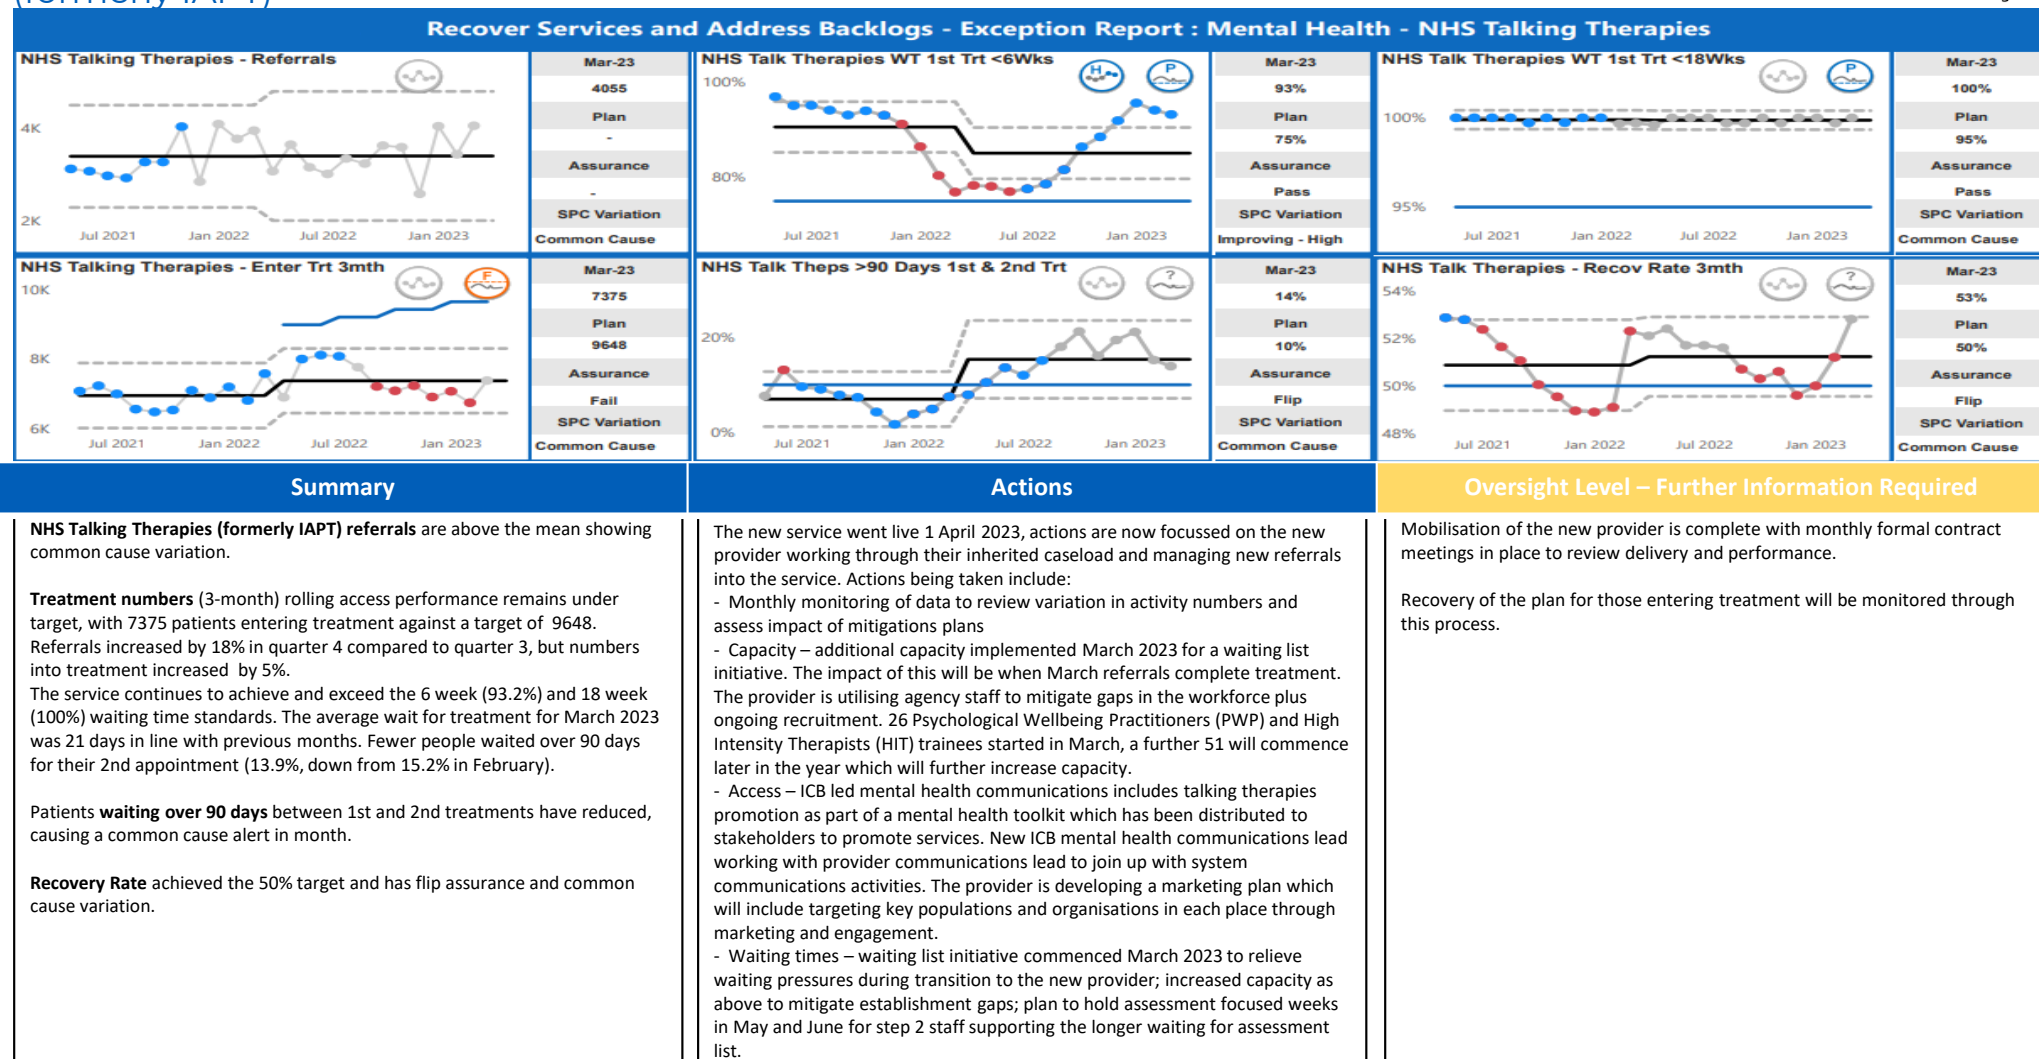 (formerly IAPT)
Recover Services and Address Backlogs - Exception Report : Mental Health - NHS Talking Therapies
NHS Talking Therapies - Referrals
4K
2K
Jul 2021 Jan 2022 Jul 2022 Jan 2023
Mar-23
4055
Plan
-
Assurance
-
SPC Variation
Common Cause
NHS Talk Therapies WT 1st Trt <6Wks
H
P
100%
80%
Jul 2021 Jan 2022 Jul 2022 Jan 2023
Mar-23
93%
Plan
75%
Assurance
Pass
SPC Variation
Improving - High
NHS Talk Therapies WT 1st Trt <18Wks
P
100%
95%
Jul 2021 Jan 2022 Jul 2022 Jan 2023
Mar-23
100%
Plan
95%
Assurance
Pass
SPC Variation
Common Cause
NHS Talking Therapies - Enter Trt 3mth
F
10K
8K
6K
Jul 2021 Jan 2022 Jul 2022 Jan 2023
Mar-23
7375
Plan
9648
Assurance
Fail
SPC Variation
Common Cause
NHS Talk Theps >90 Days 1st & 2nd Trt
?
20%
0%
Jul 2021 Jan 2022 Jul 2022 Jan 2023
Mar-23
14%
Plan
10%
Assurance
Flip
SPC Variation
Common Cause
NHS Talk Therapies - Recov Rate 3mth
?
54%
52%
50%
48%
Jul 2021 Jan 2022 Jul 2022 Jan 2023
Mar-23
53%
Plan
50%
Assurance
Flip
SPC Variation
Common Cause
Summary
NHS Talking Therapies (formerly IAPT) referrals are above the mean showing
common cause variation.
Treatment numbers (3-month) rolling access performance remains under
target, with 7375 patients entering treatment against a target of 9648.
Referrals increased by 18% in quarter 4 compared to quarter 3, but numbers
into treatment increased by 5%.
The service continues to achieve and exceed the 6 week (93.2%) and 18 week
(100%) waiting time standards. The average wait for treatment for March 2023
was 21 days in line with previous months. Fewer people waited over 90 days
for their 2nd appointment (13.9%, down from 15.2% in February).
Patients waiting over 90 days between 1st and 2nd treatments have reduced,
causing a common cause alert in month.
Recovery Rate achieved the 50% target and has flip assurance and common
cause variation.
Actions
The new service went live 1 April 2023, actions are now focussed on the new
provider working through their inherited caseload and managing new referrals
into the service. Actions being taken include:
- Monthly monitoring of data to review variation in activity numbers and
assess impact of mitigations plans
- Capacity – additional capacity implemented March 2023 for a waiting list
initiative. The impact of this will be when March referrals complete treatment.
The provider is utilising agency staff to mitigate gaps in the workforce plus
ongoing recruitment. 26 Psychological Wellbeing Practitioners (PWP) and High
Intensity Therapists (HIT) trainees started in March, a further 51 will commence
later in the year which will further increase capacity.
- Access – ICB led mental health communications includes talking therapies
promotion as part of a mental health toolkit which has been distributed to
stakeholders to promote services. New ICB mental health communications lead
working with provider communications lead to join up with system
communications activities. The provider is developing a marketing plan which
will include targeting key populations and organisations in each place through
marketing and engagement.
- Waiting times – waiting list initiative commenced March 2023 to relieve
waiting pressures during transition to the new provider; increased capacity as
above to mitigate establishment gaps; plan to hold assessment focused weeks
in May and June for step 2 staff supporting the longer waiting for assessment
list.
Oversight Level – Further Information Required
Mobilisation of the new provider is complete with monthly formal contract
meetings in place to review delivery and performance.
Recovery of the plan for those entering treatment will be monitored through
this process.